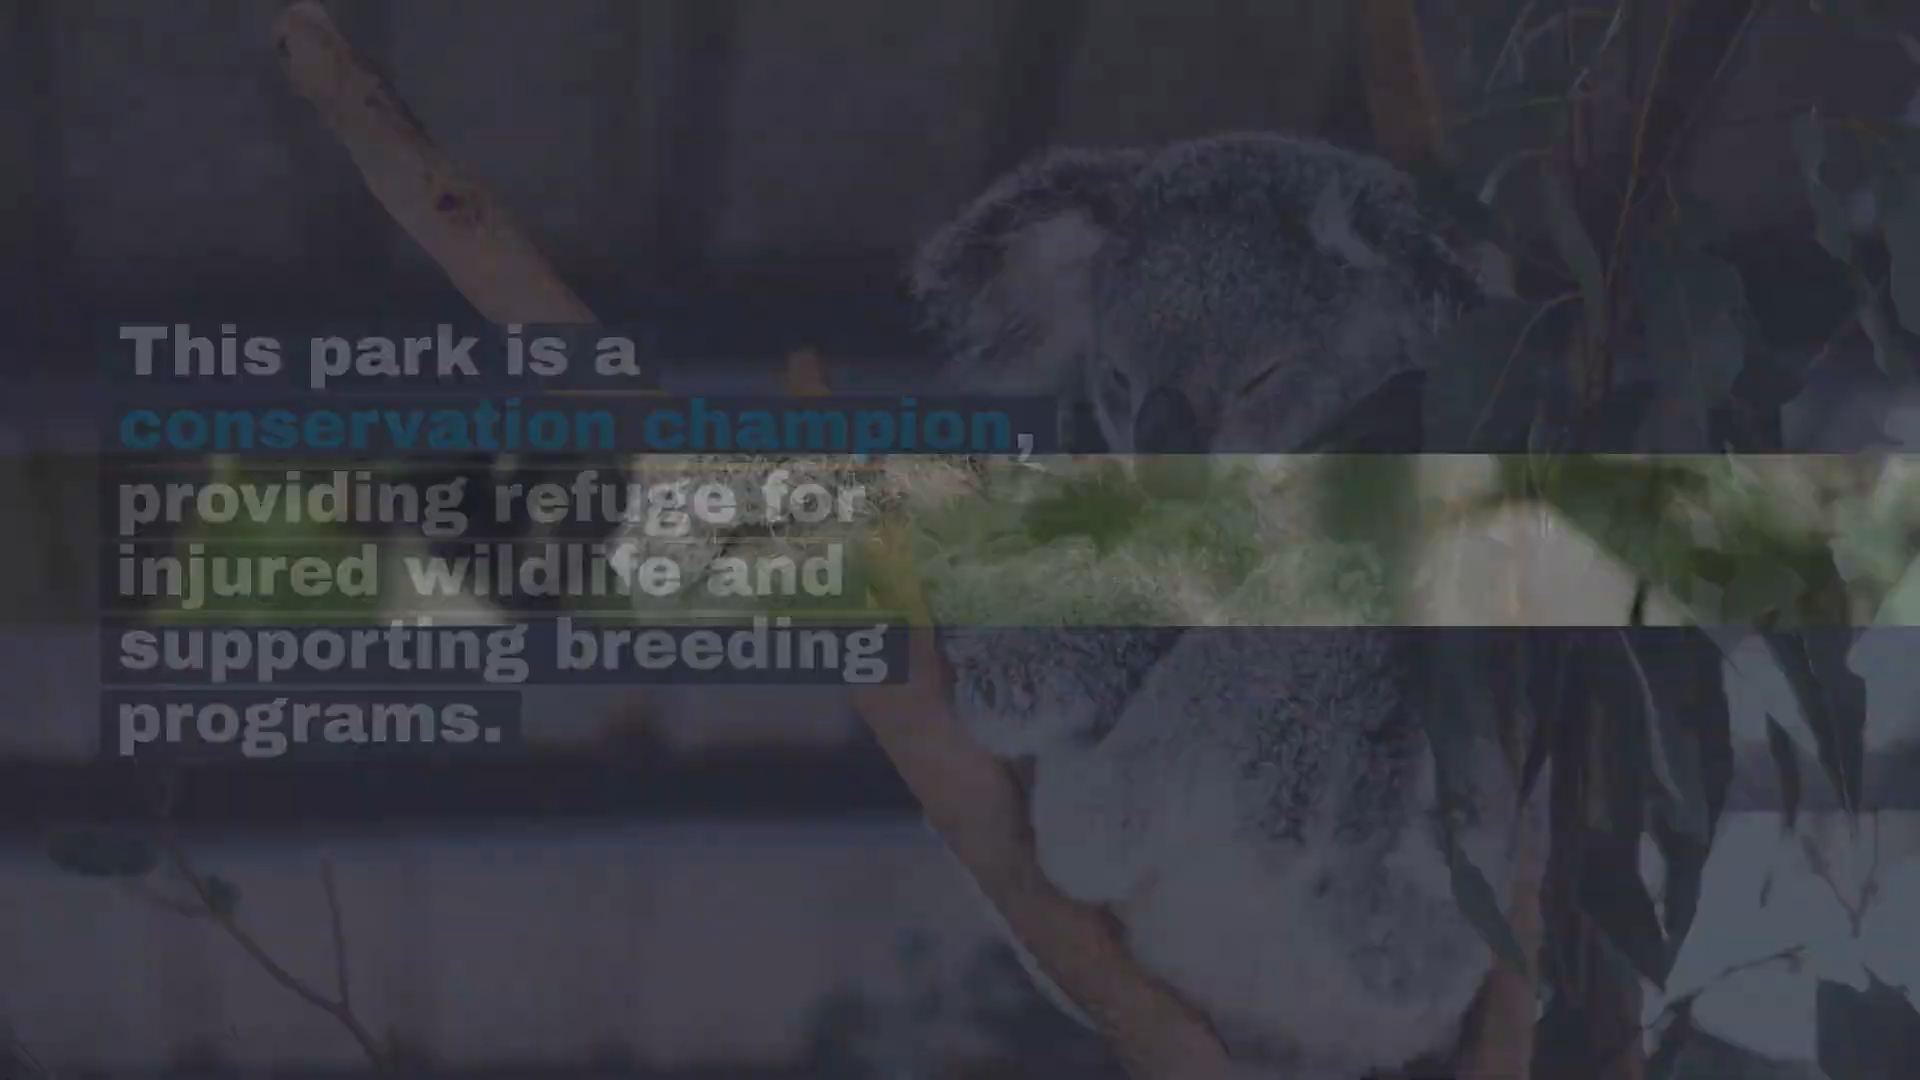 This park is a
conservation champion,
providing refuge for
injured wildlife and
supporting breeding
programs.